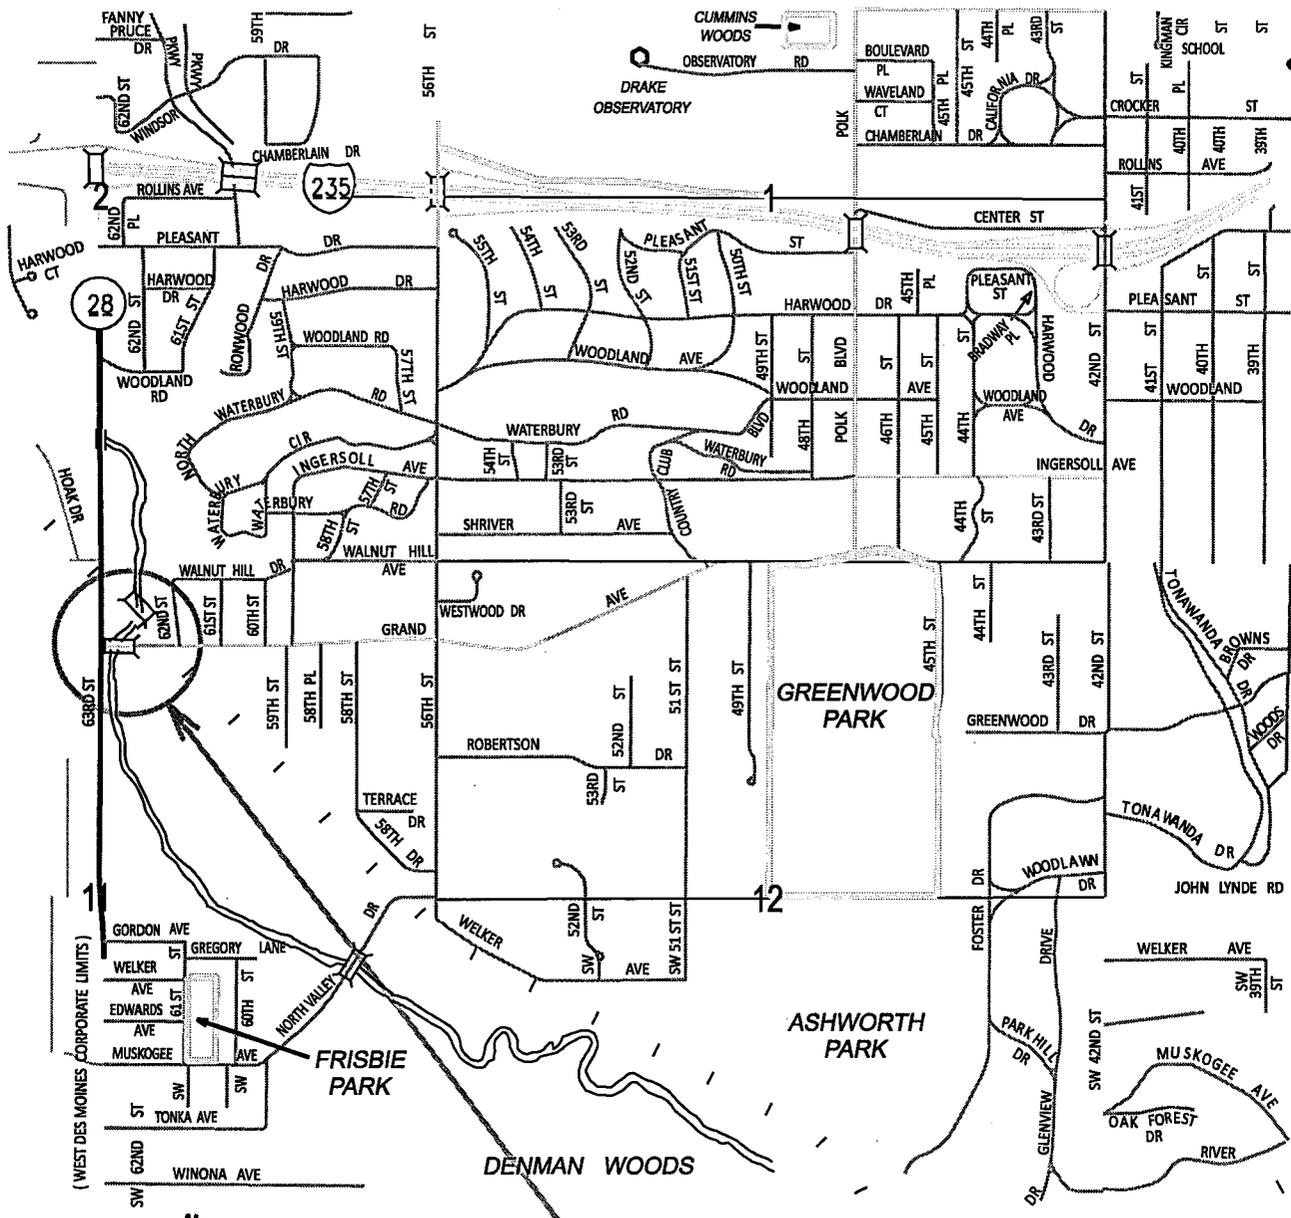 FANNY
PRUCE
DR
PKWY
PKWY
59TH
DR
ST
56TH
CUMMINS
WOODS
OBSERVATORY RD
DRAKE
OBSERVATORY
BOULEVARD
PL
WAVELAND
CT
CHAMBERLAIN DR
45TH PL
45TH ST
44TH PL
43RD ST
CALIFORNIA DR
KINGMAN
CIR
ST
ST
SCHOOL
CROCKER ST
41ST ST
40TH PL
40TH
39TH
ROLLINS AVE
62ND ST
WINDSOR
CHAMBERLAIN DR
235
POLK
2
1
ROLLINS AVE
62ND PL
PLEASANT DR
CENTER ST
HARWOOD
CT
28
HARWOOD
DR
62ND ST
61ST ST
IRONWOOD DR
HARWOOD DR
59TH ST
WOODLAND RD
57TH ST
WOODLAND
RD
55TH ST
54TH ST
53RD ST
52ND ST
PLEASANT ST
51ST ST
50TH ST
HARWOOD DR
45TH PL
PLEASANT
ST
BRADWAY PL
HARWOOD DR
42ND ST
PLEASANT ST
41ST ST
40TH ST
39TH ST
WOODLAND
WOODLAND AVE
49TH ST
48TH ST
POLK BLVD
46TH ST
45TH ST
44TH ST
WOODLAND AVE
WOODLAND
AVE
NORTH
WATERBURY RD
WATERBURY RD
WATERBURY CIR
WATERBURY RD
INGERSOLL AVE
54TH ST
53RD ST
COUNTRY CLUB BLVD
WATERBURY
RD
INGERSOLL AVE
HOAK DR
57TH ST
58TH ST
SHRIVER AVE
53RD ST
44TH ST
43RD ST
WALNUT HILL DR
WALNUT HILL
AVE
62ND ST
61ST ST
60TH ST
WESTWOOD DR
GRAND AVE
63RD ST
59TH ST
58TH PL
58TH ST
56TH ST
51ST ST
49TH ST
GREENWOOD
PARK
45TH ST
44TH ST
43RD ST
42ND ST
TONAWANDA DR
BROWNS
DR
WOODS
DR
GREENWOOD DR
ROBERTSON DR
52ND ST
53RD ST
TERRACE
DR
58TH DR
TONAWANDA DR
WOODLAWN
DR
JOHN LYNDE RD
11
12
GORDON AVE
ST
GREGORY LANE
DR
WELKER
AVE
EDWARDS
AVE
MUSKOGEE AVE
61ST
60TH ST
NORTH VALLEY
WELKER AVE
52ND ST
SW
SW 51ST ST
FOSTER DR
DRIVE
WELKER AVE
SW 39TH ST
( WEST DES MOINES CORPORATE LIMITS )
FRISBIE
PARK
ASHWORTH
PARK
PARK HILL
DR
SW 42ND ST
MUSKOGEE AVE
OAK FOREST
DR
RIVER
SW
SW
TONKA AVE
SW 62ND ST
WINONA AVE
DENMAN WOODS
GLENVIEW
DR